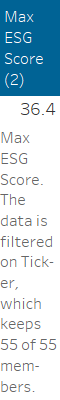 Max
ESG
Score
(2)
36.4
Max
ESG
Score.
The
data is
filtered
on Tick-
er,
which
keeps
55 of 55
mem-
bers.